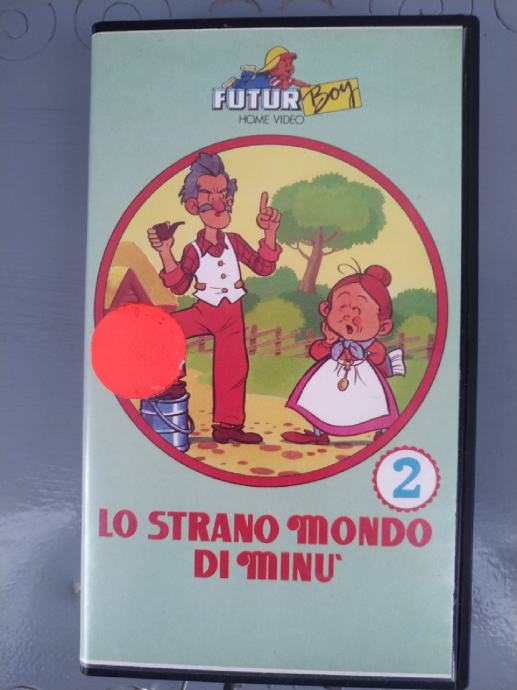 FUTUR Boy
HOME VIDEO
2
LO STRANO MONDO
DI MINU'